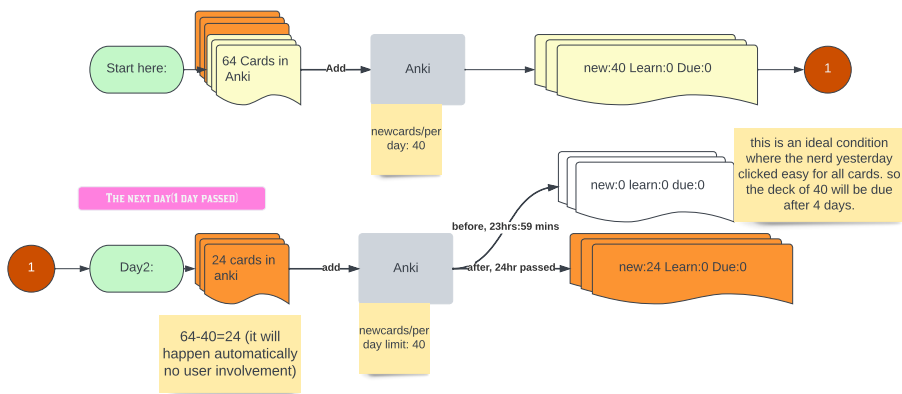 Start here:
64 Cards in
Anki
Add
Anki
new:40 Learn:0 Due:0
1
newcards/per
day: 40
this is an ideal condition
where the nerd yesterday
clicked easy for all cards. so
the deck of 40 will be due
after 4 days.
new:0 learn:0 due:0
THE NEXT DAY(1 DAY PASSED)
before, 23hrs:59 mins
1
Day2:
24 cards in
anki
add
Anki
after, 24hr passed
new:24 Learn:0 Due:0
newcards/per
day limit: 40
64-40=24 (it will
happen automatically
no user involvement)